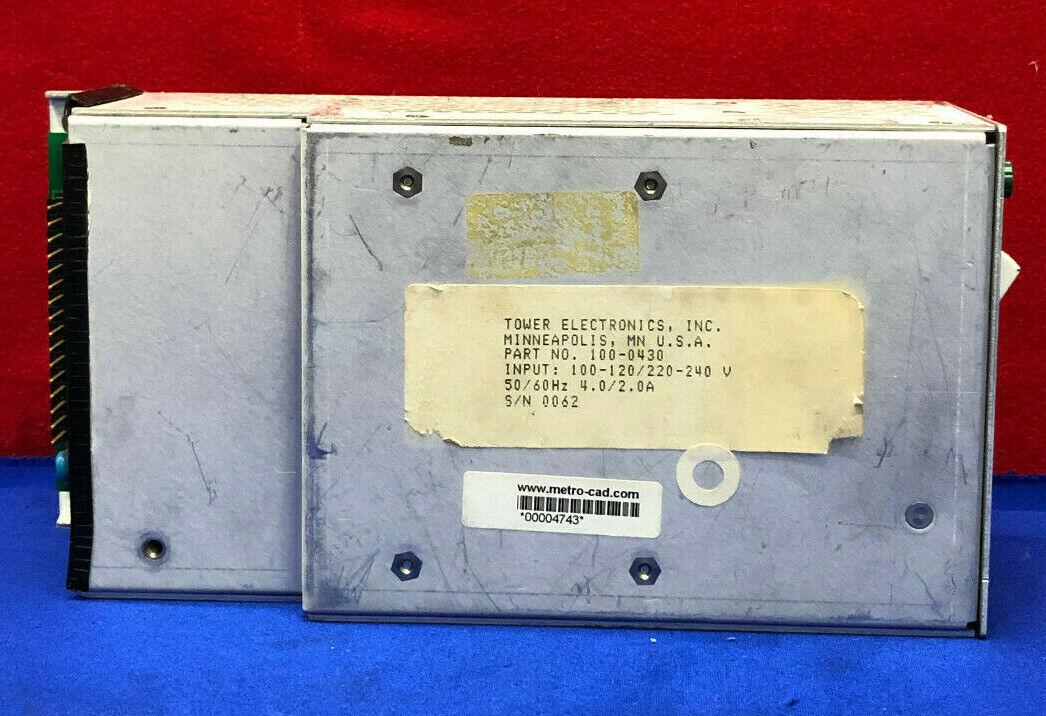 TOWER ELECTRONICS, INC.
MINNEAPOLIS, MN U.S.A.
PART NO. 100-0430
INPUT: 100-120/220-240 V
50/60Hz 4.0/2.0A
S/N 0062
www.metro-cad.com
*00004743*